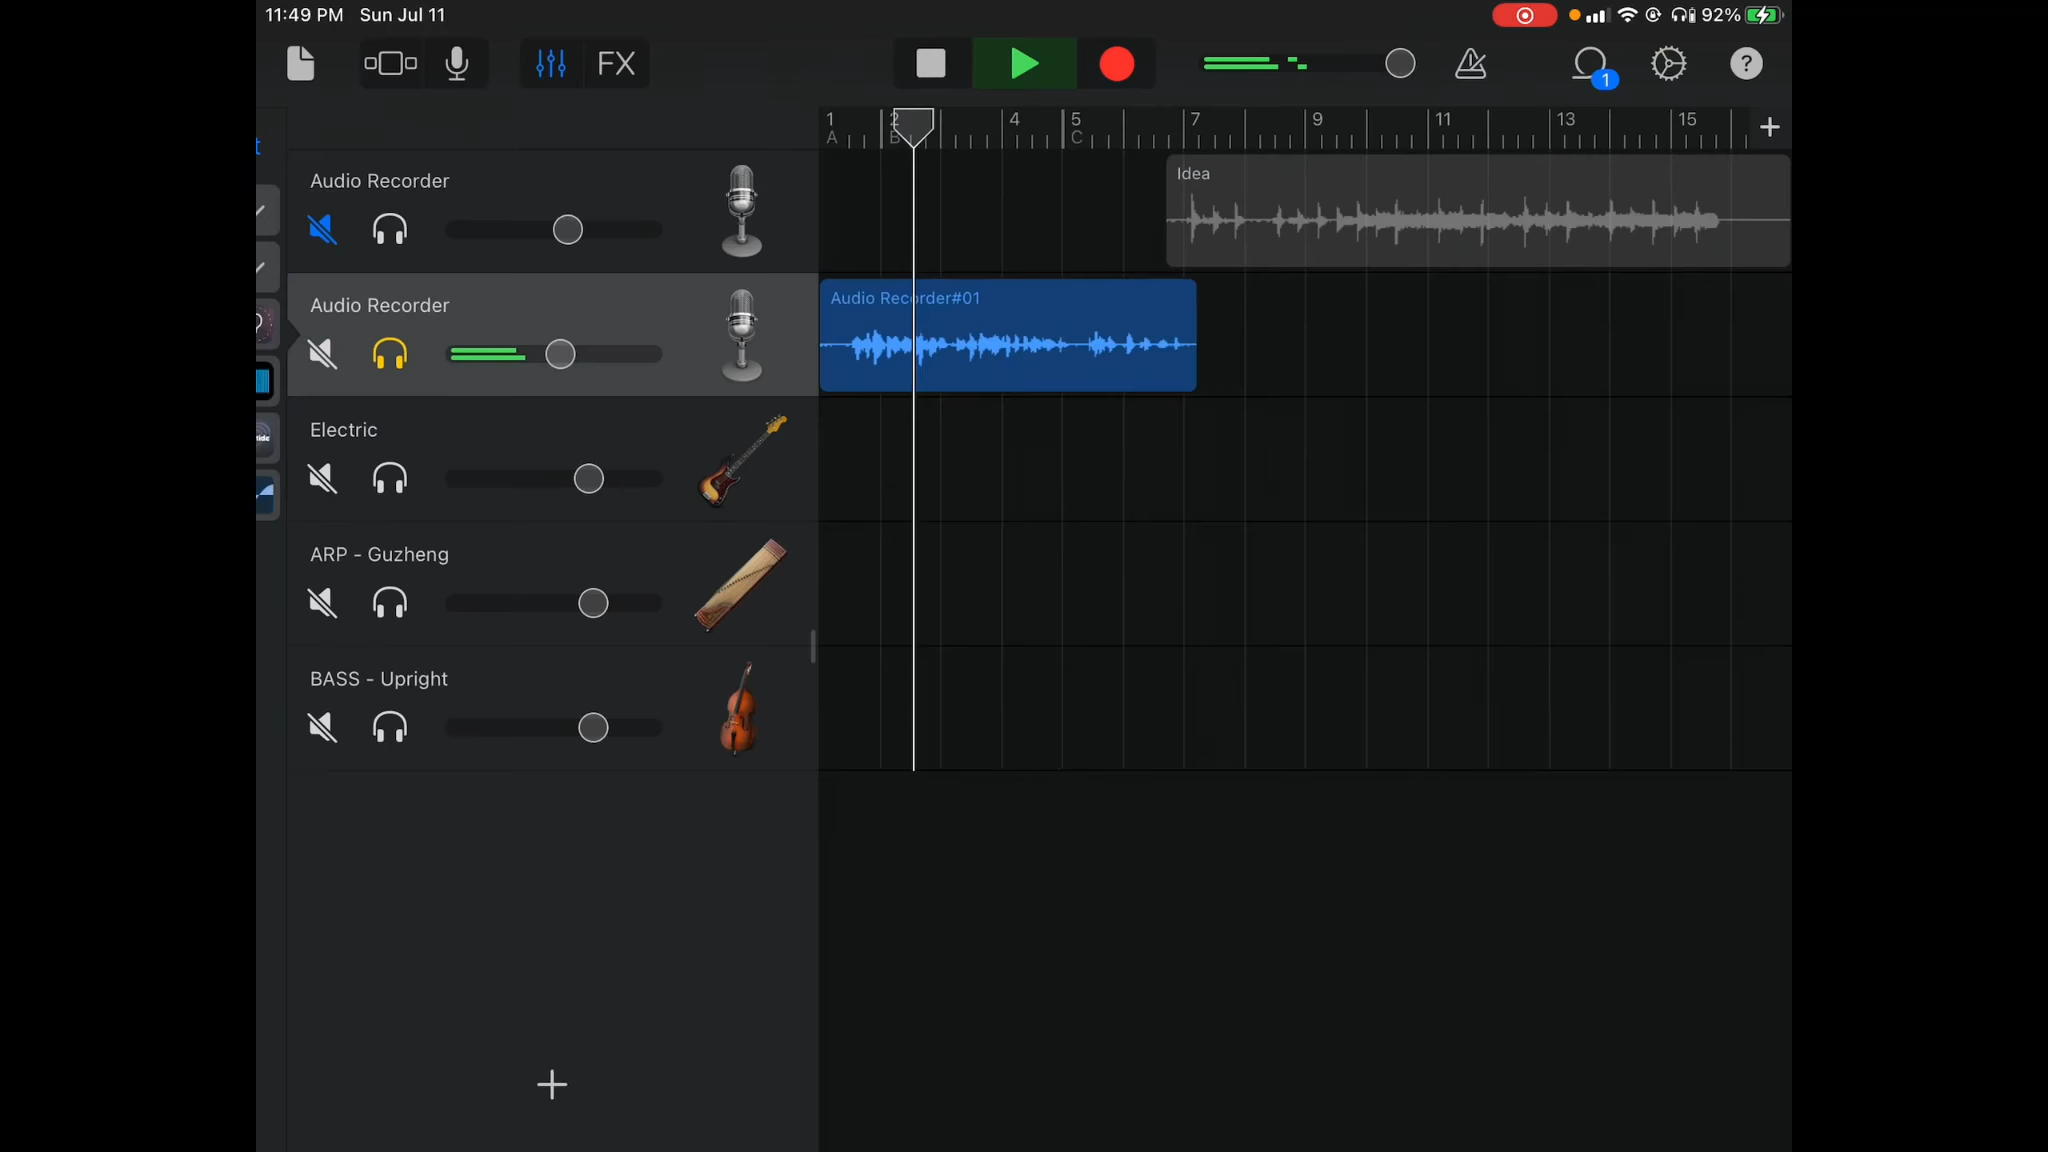 11:49 PM Sun Jul 11
92%
FX
1
?
1 2 4 5 7 9 11 13 15
A B C
Audio Recorder
Idea
Audio Recorder
Audio Recorder#01
Electric
ARP - Guzheng
BASS - Upright